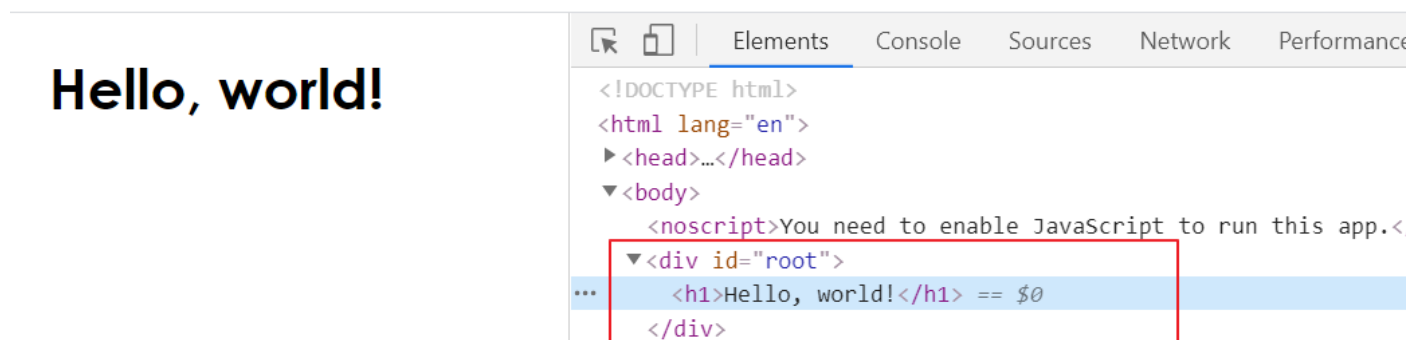 Hello, world!
Elements Console Sources Network Performance
<!DOCTYPE html>
<html lang="en">
<head>…</head>
<body>
<noscript>You need to enable JavaScript to run this app.<
<div id="root">
<h1>Hello, world!</h1> == $0
</div>